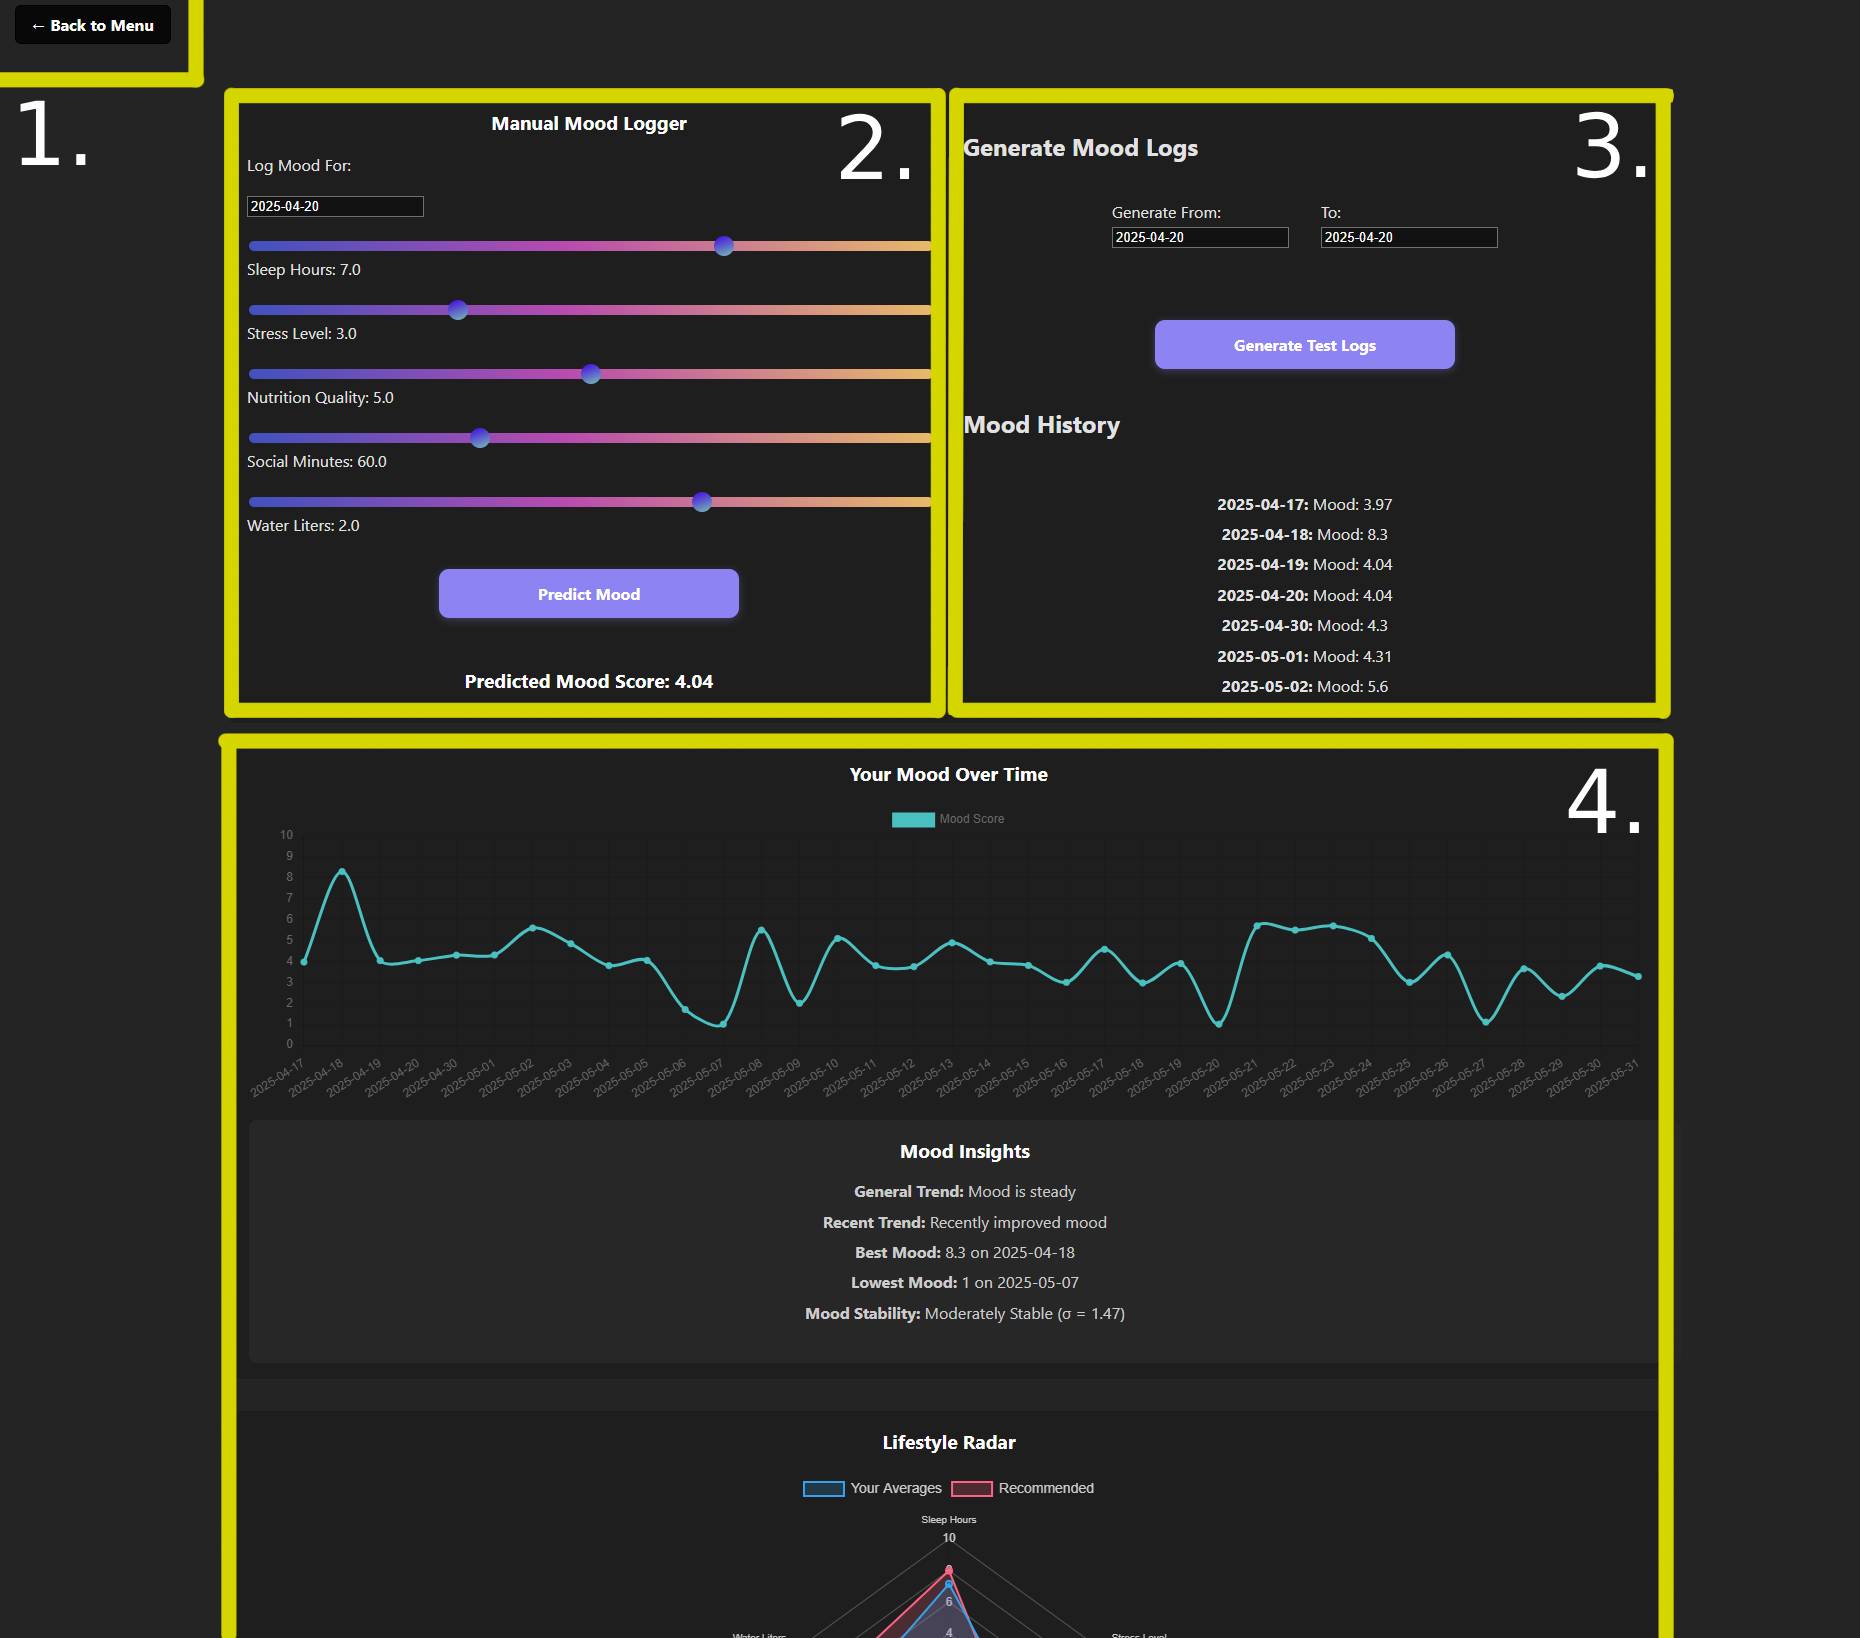 ← Back to Menu
1.
Manual Mood Logger
2.
Log Mood For:
2025-04-20
Sleep Hours: 7.0
Stress Level: 3.0
Nutrition Quality: 5.0
Social Minutes: 60.0
Water Liters: 2.0
Predict Mood
Predicted Mood Score: 4.04
Generate Mood Logs
3.
Generate From: To:
2025-04-20 2025-04-20
Generate Test Logs
Mood History
2025-04-17: Mood: 3.97
2025-04-18: Mood: 8.3
2025-04-19: Mood: 4.04
2025-04-20: Mood: 4.04
2025-04-30: Mood: 4.3
2025-05-01: Mood: 4.31
2025-05-02: Mood: 5.6
Your Mood Over Time
4.
Mood Score
10
9
8
7
6
5
4
3
2
1
0
2025-04-17 2025-04-18 2025-04-19 2025-04-20 2025-04-30 2025-05-01 2025-05-02 2025-05-03 2025-05-04 2025-05-05 2025-05-06 2025-05-07 2025-05-08 2025-05-09 2025-05-10 2025-05-11 2025-05-12 2025-05-13 2025-05-14 2025-05-15 2025-05-16 2025-05-17 2025-05-18 2025-05-19 2025-05-20 2025-05-21 2025-05-22 2025-05-23 2025-05-24 2025-05-25 2025-05-26 2025-05-27 2025-05-28 2025-05-29 2025-05-30 2025-05-31
Mood Insights
General Trend: Mood is steady
Recent Trend: Recently improved mood
Best Mood: 8.3 on 2025-04-18
Lowest Mood: 1 on 2025-05-07
Mood Stability: Moderately Stable (σ = 1.47)
Lifestyle Radar
Your Averages Recommended
Sleep Hours
10
6
4
Water Liters Stress Level